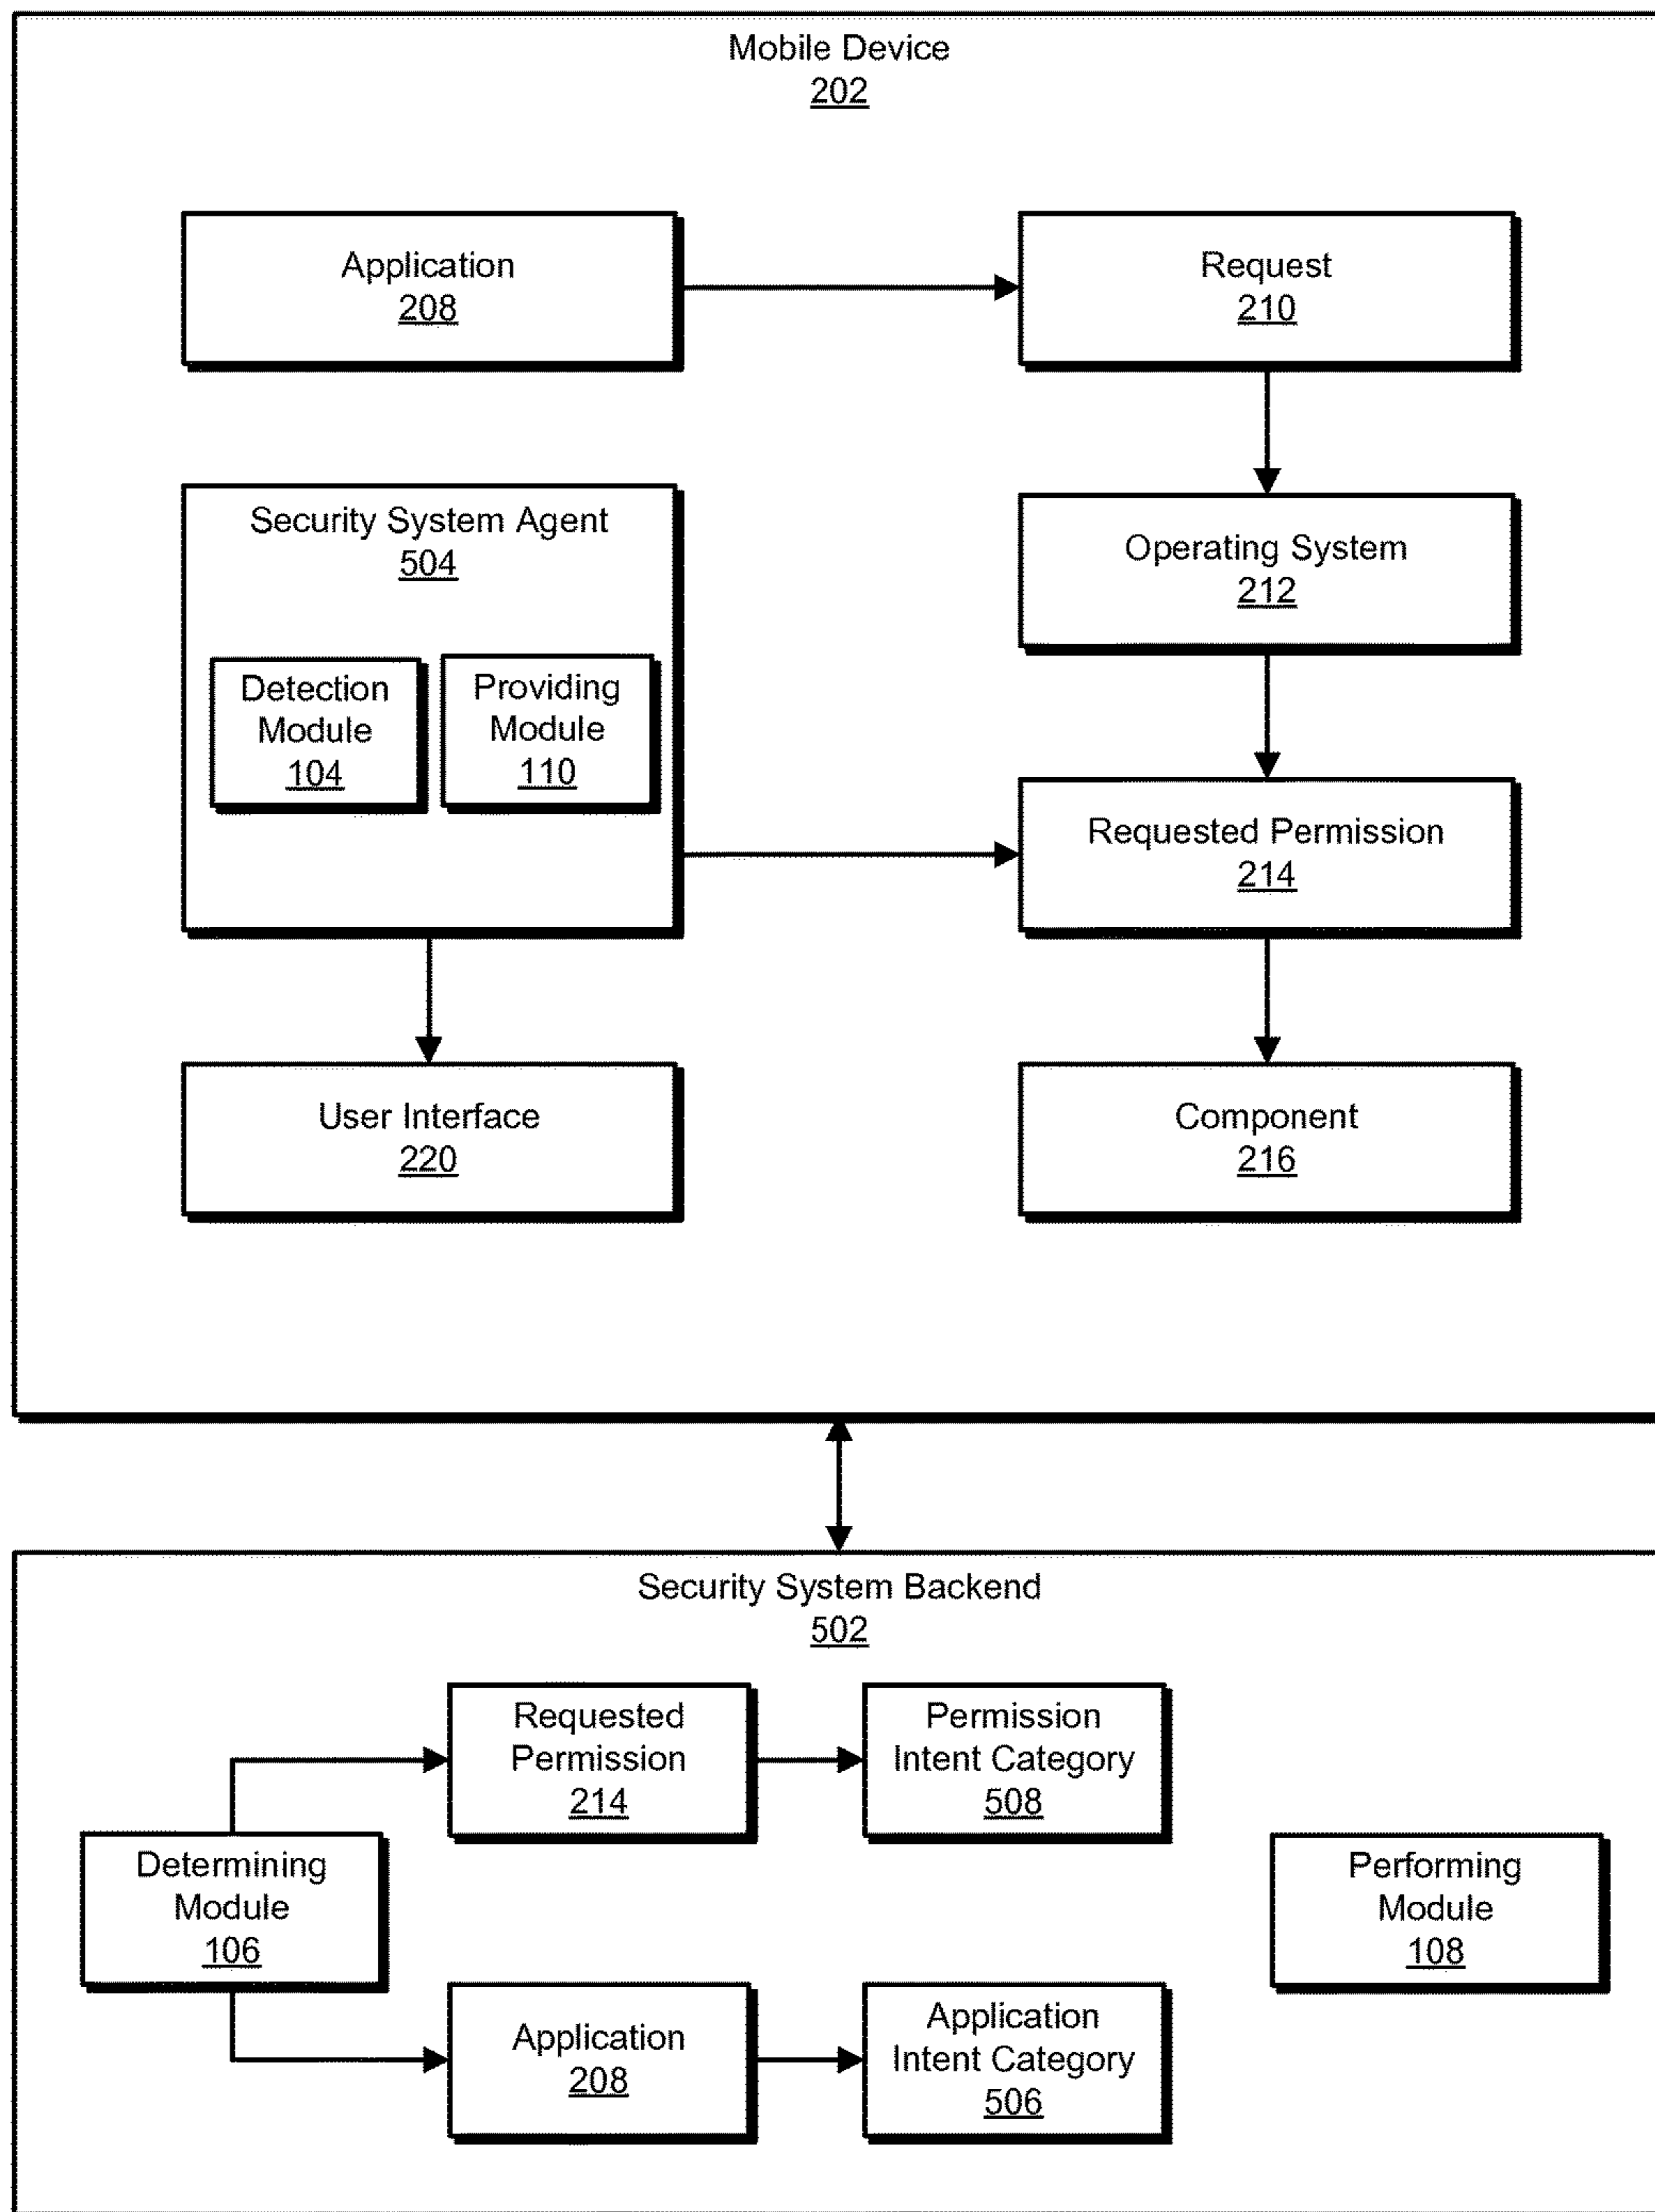 Mobile Device
202
Application
208
Request
210
Security System Agent
504
Operating System
212
Detection
Module
104
Providing
Module
110
Requested Permission
214
User Interface
220
Component
216
Security System Backend
502
Requested
Permission
214
Permission
Intent Category
508
Determining
Module
106
Performing
Module
108
Application
208
Application
Intent Category
506